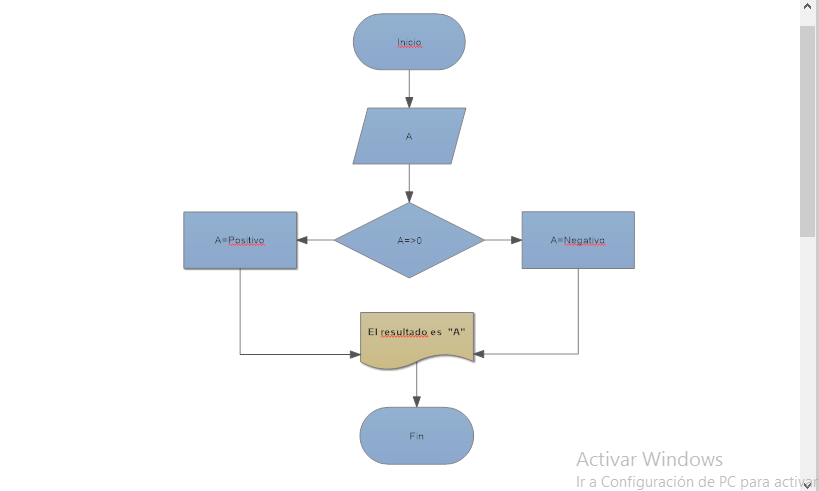 Inicio
A
A=Positivo
A=>0
A=Negativo
El resultado es "A"
Fin
Activar Windows
Ir a Configuración de PC para activar